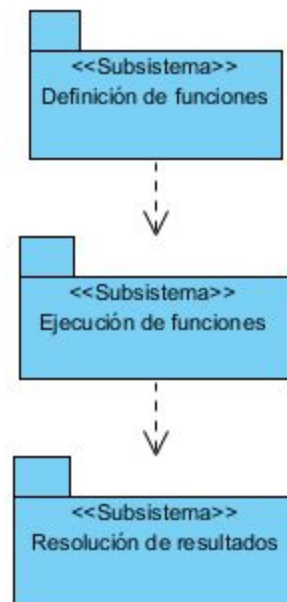 <<Subsistema>>
Definición de funciones
<<Subsistema>>
Ejecución de funciones
<<Subsistema>>
Resolución de resultados